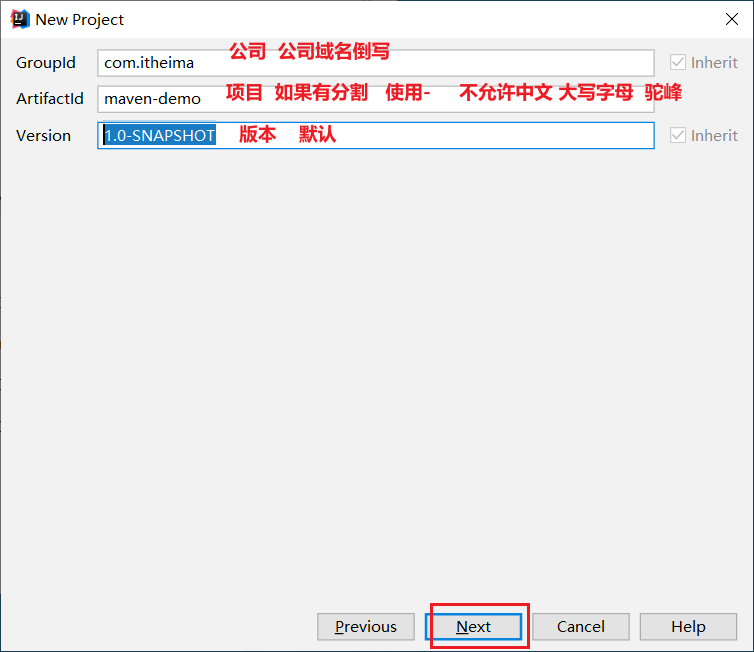 New Project
GroupId com.itheima 公司 公司域名倒写 Inherit
ArtifactId maven-demo 项目 如果有分割 使用- 不允许中文 大写字母 驼峰
Version 1.0-SNAPSHOT 版本 默认 Inherit
Previous Next Cancel Help